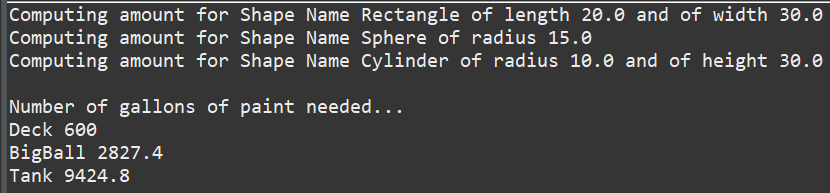 Computing amount for Shape Name Rectangle of length 20.0 and of width 30.0
Computing amount for Shape Name Sphere of radius 15.0
Computing amount for Shape Name Cylinder of radius 10.0 and of height 30.0
Number of gallons of paint needed...
Deck 600
BigBall 2827.4
Tank 9424.8